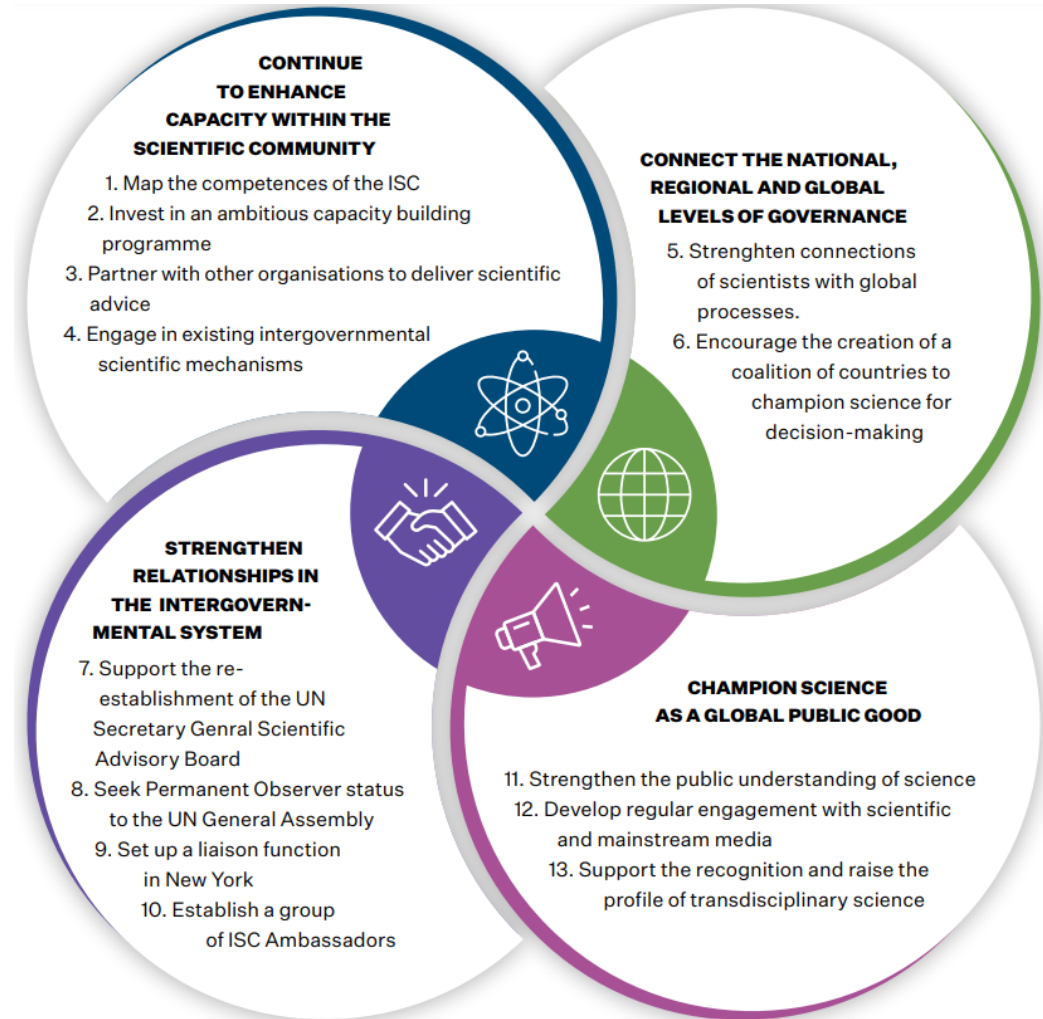 CONTINUE
TO ENHANCE
CAPACITY WITHIN THE
SCIENTIFIC COMMUNITY
1. Map the competences of the ISC
2. Invest in an ambitious capacity building
programme
3. Partner with other organisations to deliver scientific
advice
4. Engage in existing intergovernmental
scientific mechanisms
CONNECT THE NATIONAL,
REGIONAL AND GLOBAL
LEVELS OF GOVERNANCE
5. Strenghten connections
of scientists with global
processes.
6. Encourage the creation of a
coalition of countries to
champion science for
decision-making
STRENGTHEN
RELATIONSHIPS IN
THE INTERGOVERN-
MENTAL SYSTEM
7. Support the re-
establishment of the UN
Secretary Genral Scientific
Advisory Board
8. Seek Permanent Observer status
to the UN General Assembly
9. Set up a liaison function
in New York
10. Establish a group
of ISC Ambassadors
CHAMPION SCIENCE
AS A GLOBAL PUBLIC GOOD
11. Strengthen the public understanding of science
12. Develop regular engagement with scientific
and mainstream media
13. Support the recognition and raise the
profile of transdisciplinary science